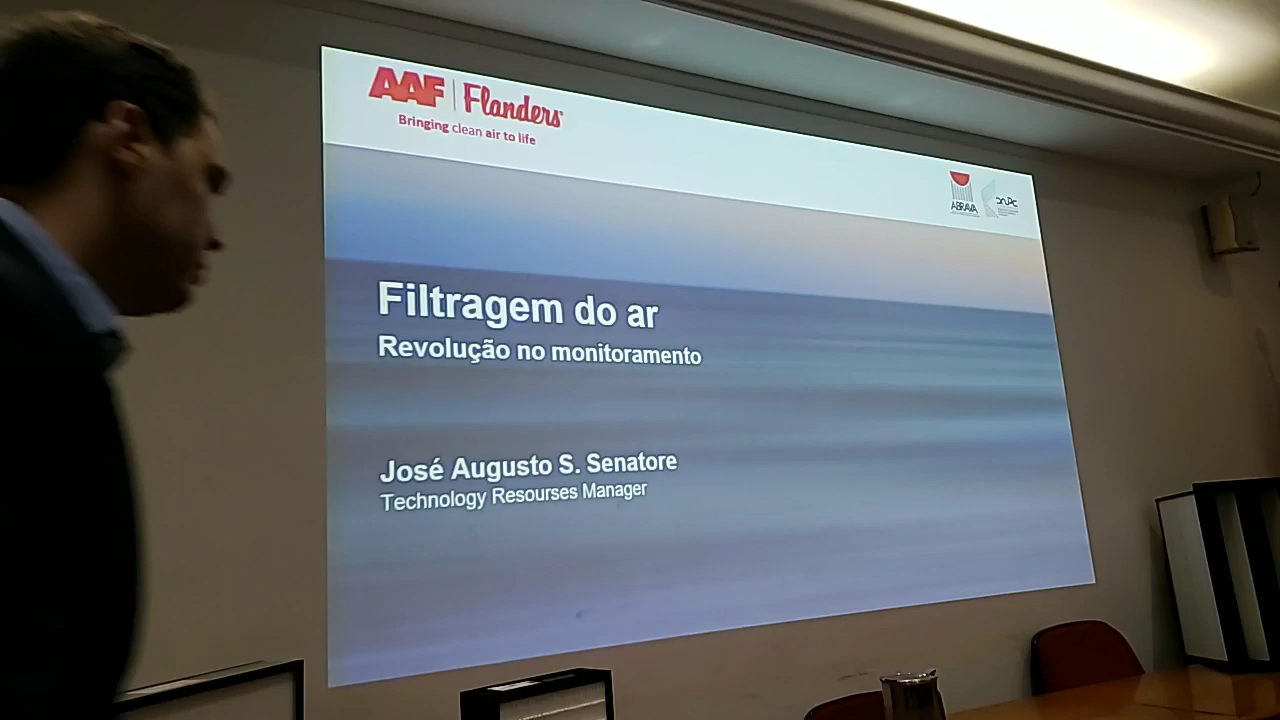 AAF Flanders
Bringing clean air to life
ABRAVA
Filtragem do ar
Revolução no monitoramento
José Augusto S. Senatore
Technology Resourses Manager